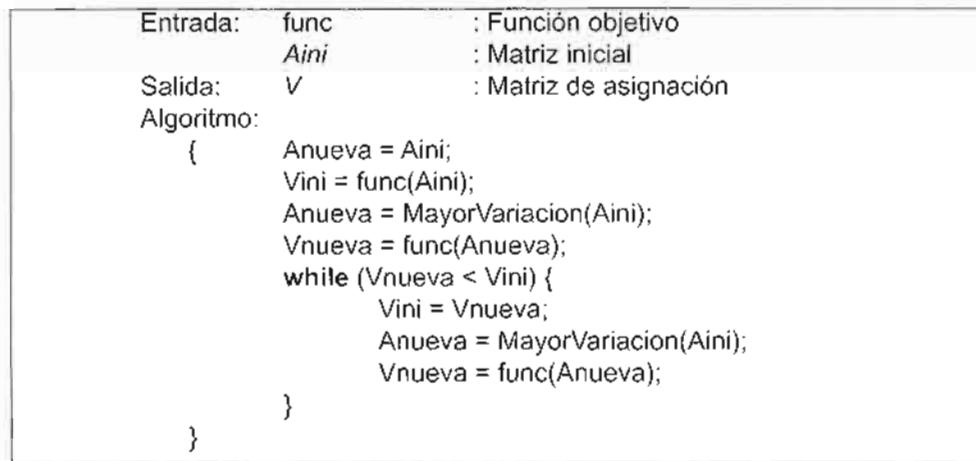 Entrada: func : Función objetivo
Aini : Matriz inicial
Salida: V : Matriz de asignación
Algoritmo:
{ Anueva = Aini;
Vini = func(Aini);
Anueva = MayorVariacion(Aini);
Vnueva = func(Anueva);
while (Vnueva < Vini) {
Vini = Vnueva;
Anueva = MayorVariacion(Aini);
Vnueva = func(Anueva);
}
}